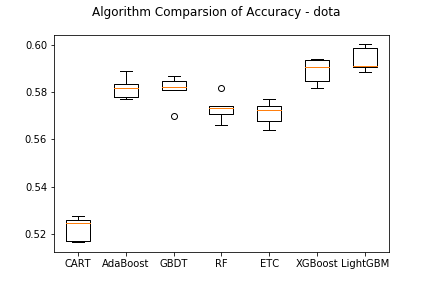 Algorithm Comparsion of Accuracy - dota
0.60
0.58
0.56
0.54
0.52
CART AdaBoost GBDT RF ETC XGBoost LightGBM